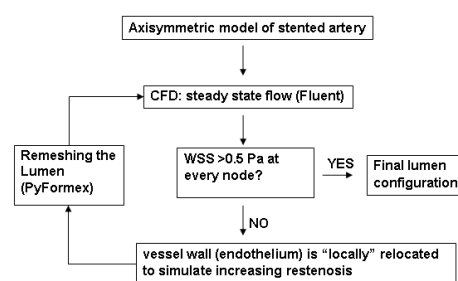 Axisymmetric model of stented artery
CFD: steady state flow (Fluent)
Remeshing the
Lumen
(PyFormex)
WSS >0.5 Pa at
every node?
YES
Final lumen
configuration
NO
vessel wall (endothelium) is “locally” relocated
to simulate increasing restenosis